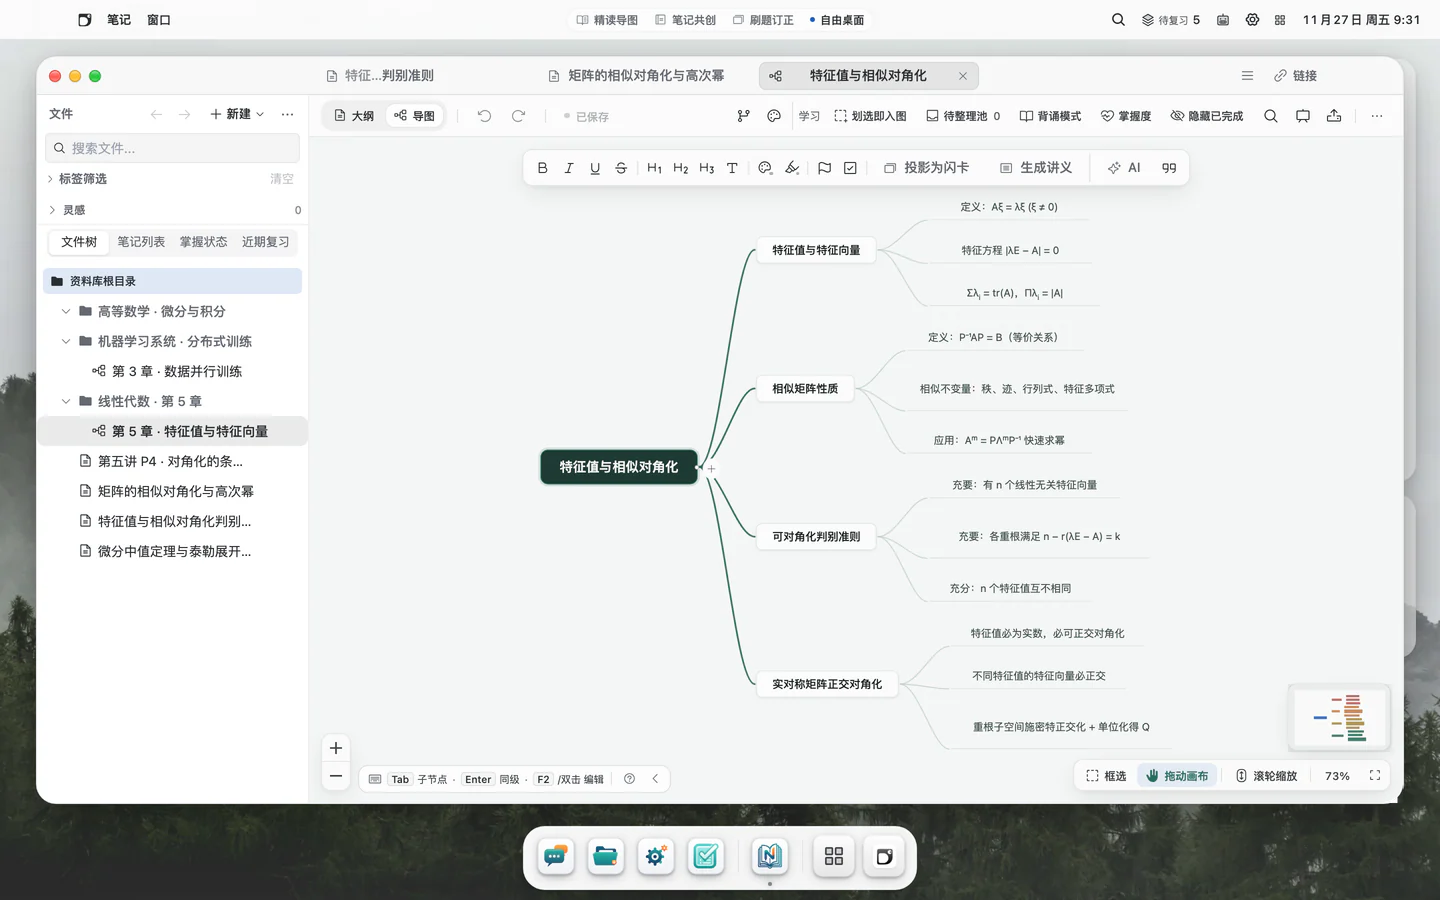 笔记 窗口 精读导图 笔记共创 刷题订正 自由桌面 待复习 5 11月27日 周五 9:31
特征...判别准则 矩阵的相似对角化与高次幂 特征值与相似对角化 链接
文件 新建 大纲 导图 已保存 学习 划选即入图 待整理池 0 背诵模式 掌握度 隐藏已完成
搜索文件...
B I U S H1 H2 H3 T 投影为闪卡 生成讲义 AI
标签筛选 清空
灵感 0
文件树 笔记列表 掌握状态 近期复习
资料库根目录
高等数学 · 微分与积分
机器学习系统 · 分布式训练
第 3 章 · 数据并行训练
线性代数 · 第 5 章
第 5 章 · 特征值与特征向量
第五讲 P4 · 对角化的条...
矩阵的相似对角化与高次幂
特征值与相似对角化判别...
微分中值定理与泰勒展开...
特征值与相似对角化
特征值与特征向量
定义：Aξ = λξ (ξ ≠ 0)
特征方程 |λE − A| = 0
Σλᵢ = tr(A)，Πλᵢ = |A|
相似矩阵性质
定义：P⁻¹AP = B（等价关系）
相似不变量：秩、迹、行列式、特征多项式
应用：Aᵐ = PΛᵐP⁻¹ 快速求幂
可对角化判别准则
充要：有 n 个线性无关特征向量
充要：各重根满足 n − r(λE − A) = k
充分：n 个特征值互不相同
实对称矩阵正交对角化
特征值必为实数，必可正交对角化
不同特征值的特征向量必正交
重根子空间施密特正交化 + 单位化得 Q
Tab 子节点 · Enter 同级 · F2 /双击 编辑
框选 拖动画布 滚轮缩放 73%